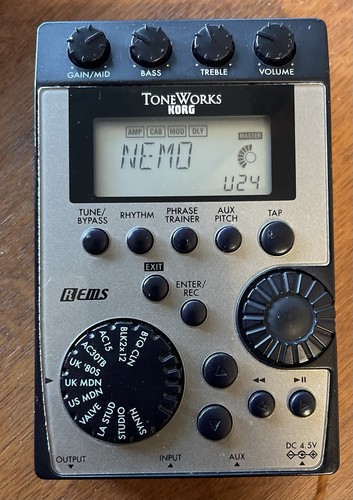 GAIN/MID BASS TREBLE VOLUME
TONEWORKS
KORG
AMP CAB MOD DLY MASTER
NEMO
U24
TUNE/BYPASS RHYTHM PHRASE TRAINER AUX PITCH TAP
EXIT
ENTER/REC
REMS
BTQ CLN
BLK2x12
AC15
AC30TB
UK '80S
UK MDN
US MDN
VALVE
LA STUD
STUDIO
SYNTH
OUTPUT INPUT AUX DC 4.5V